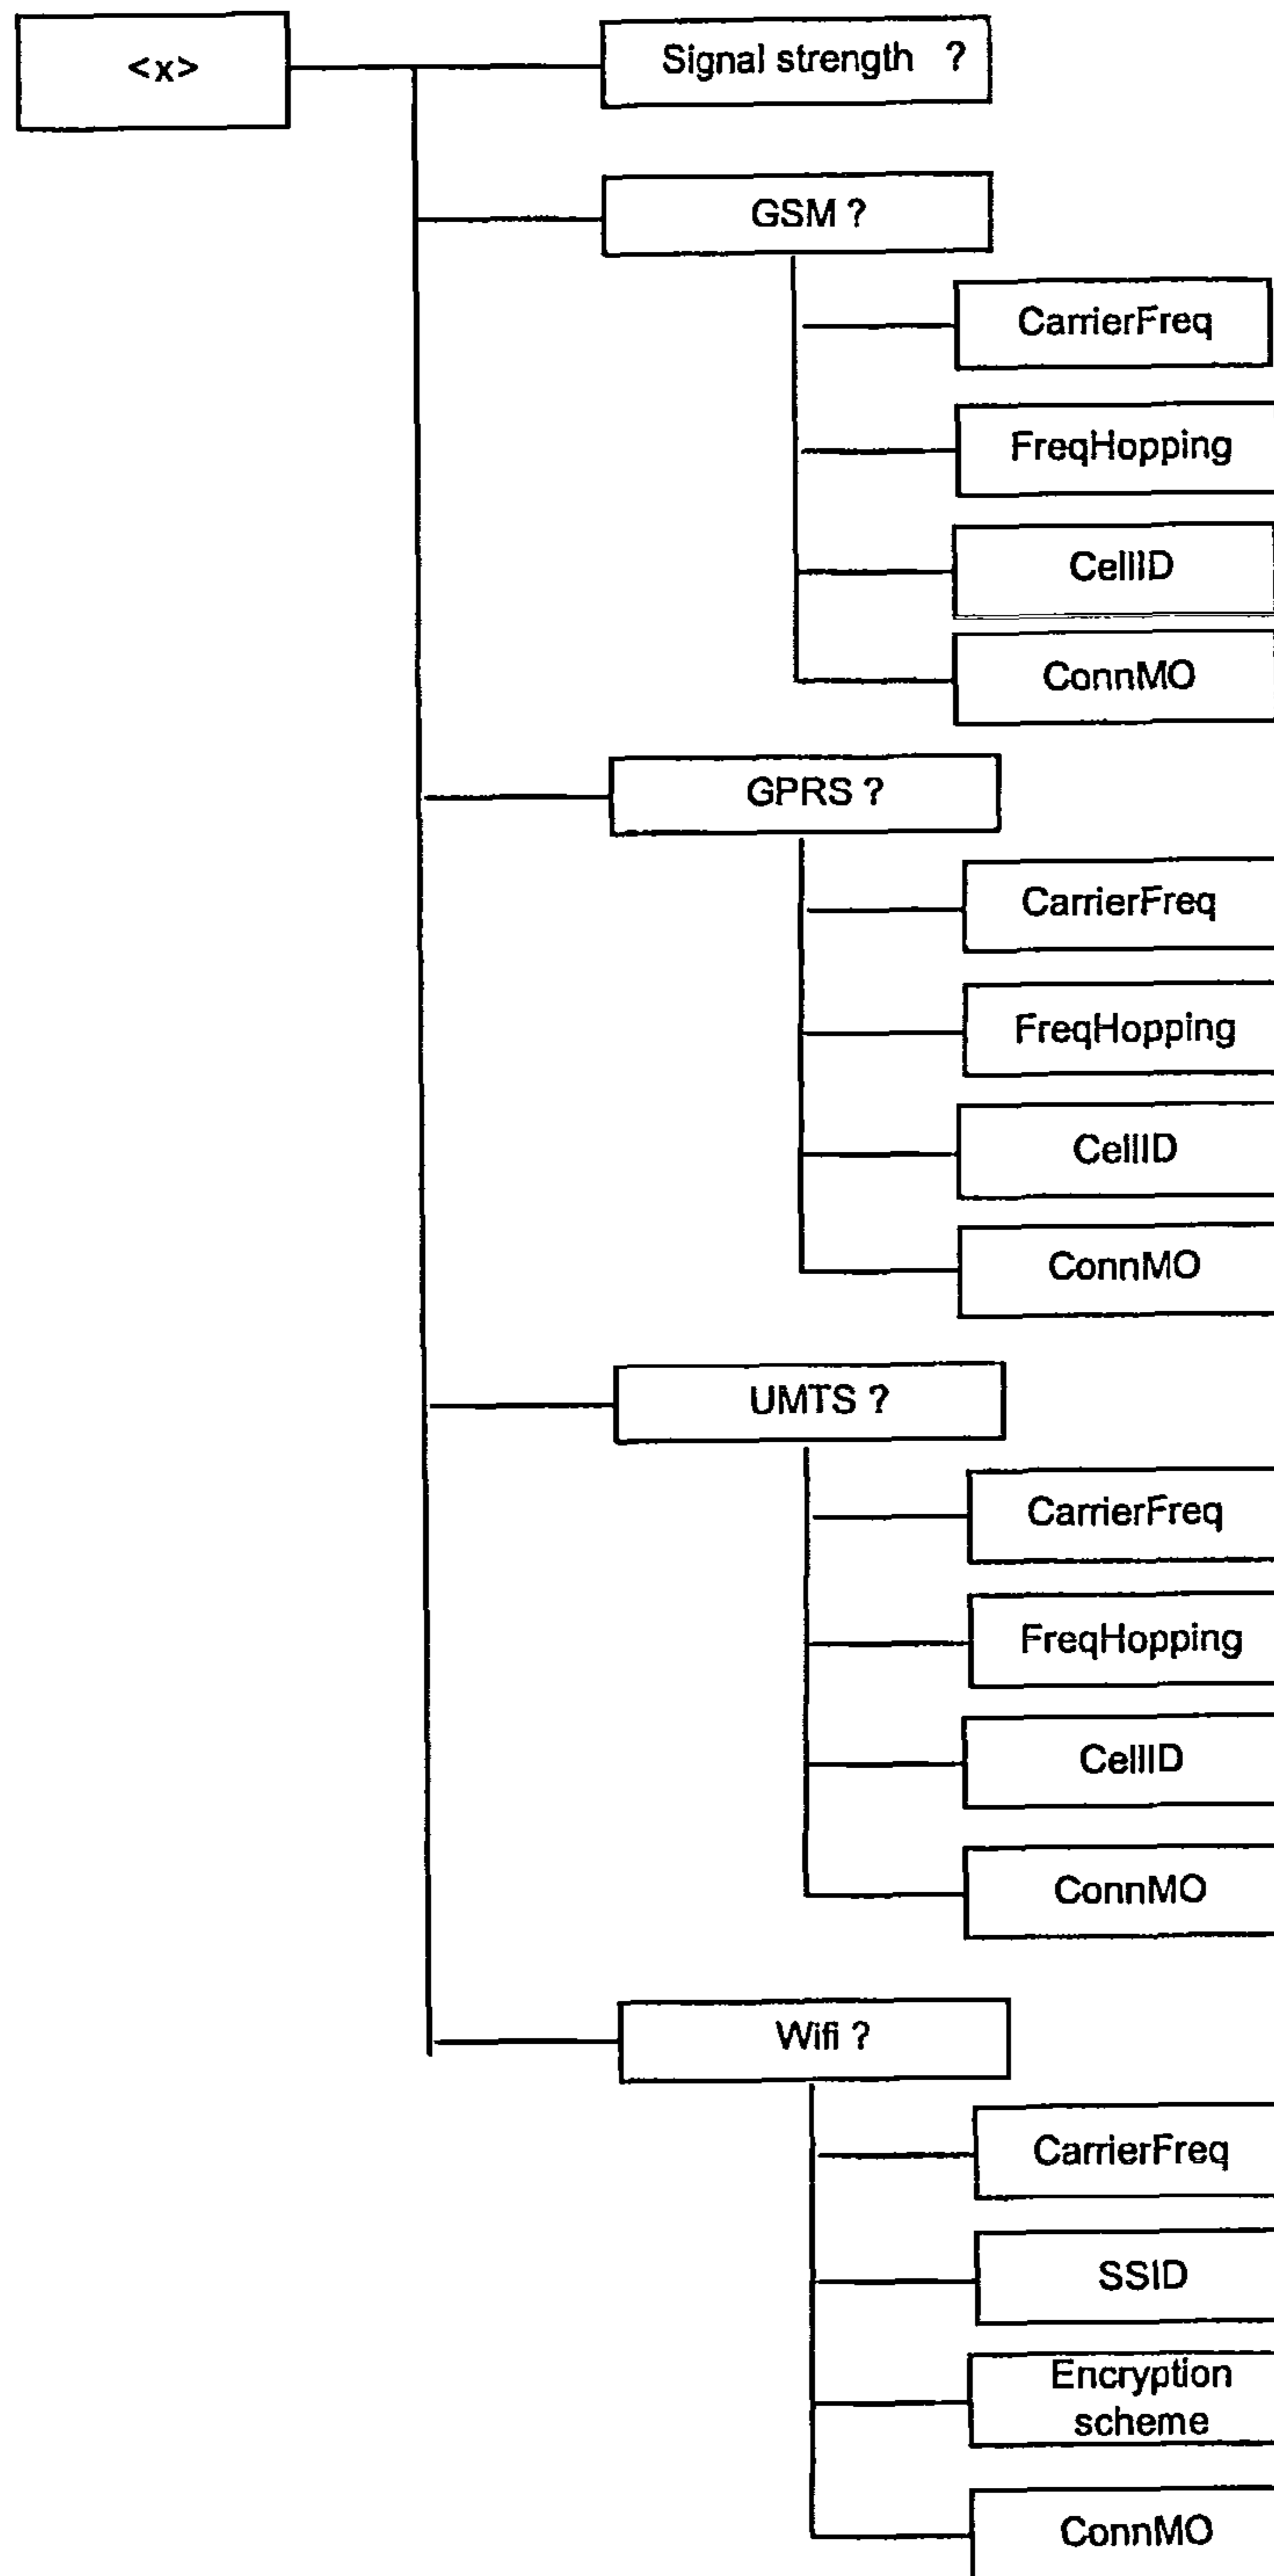 <x>
Signal strength ?
GSM ?
CarrierFreq
FreqHopping
CellID
ConnMO
GPRS ?
CarrierFreq
FreqHopping
CellID
ConnMO
UMTS ?
CarrierFreq
FreqHopping
CellID
ConnMO
Wifi ?
CarrierFreq
SSID
Encryption
scheme
ConnMO